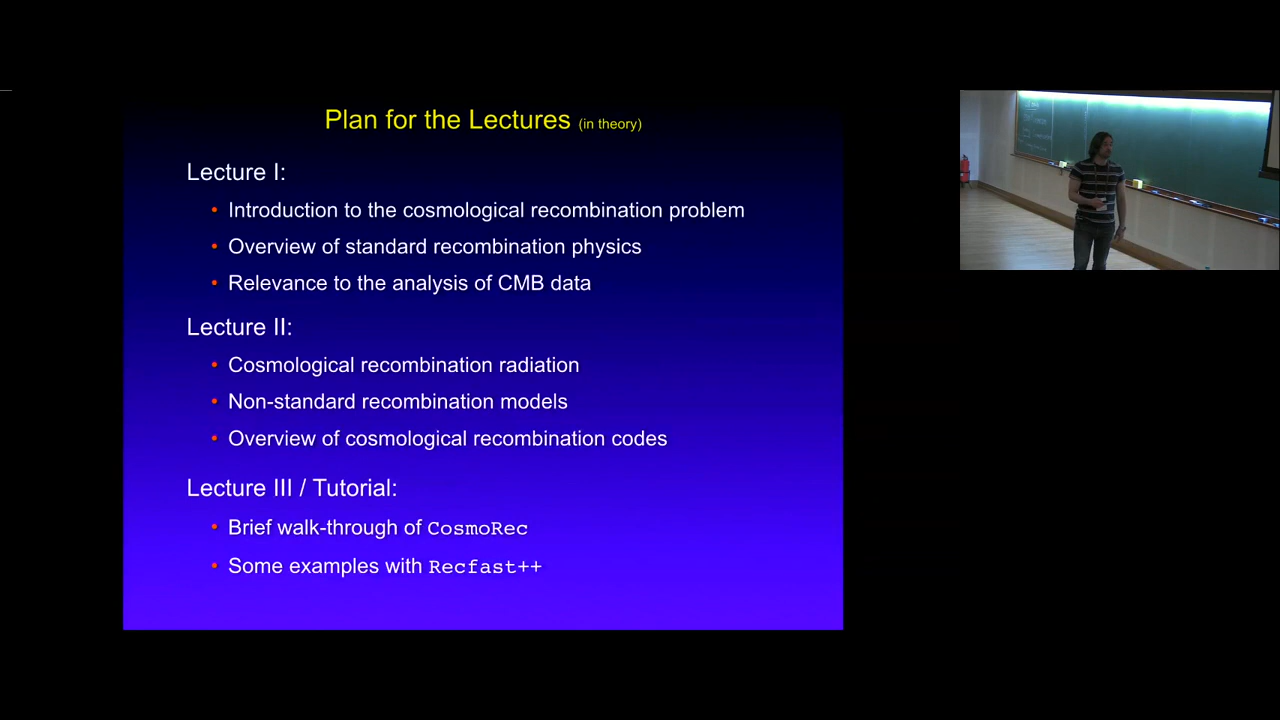 Plan for the Lectures (in theory)
Lecture I:
• Introduction to the cosmological recombination problem
• Overview of standard recombination physics
• Relevance to the analysis of CMB data
Lecture II:
• Cosmological recombination radiation
• Non-standard recombination models
• Overview of cosmological recombination codes
Lecture III / Tutorial:
• Brief walk-through of CosmoRec
• Some examples with Recfast++